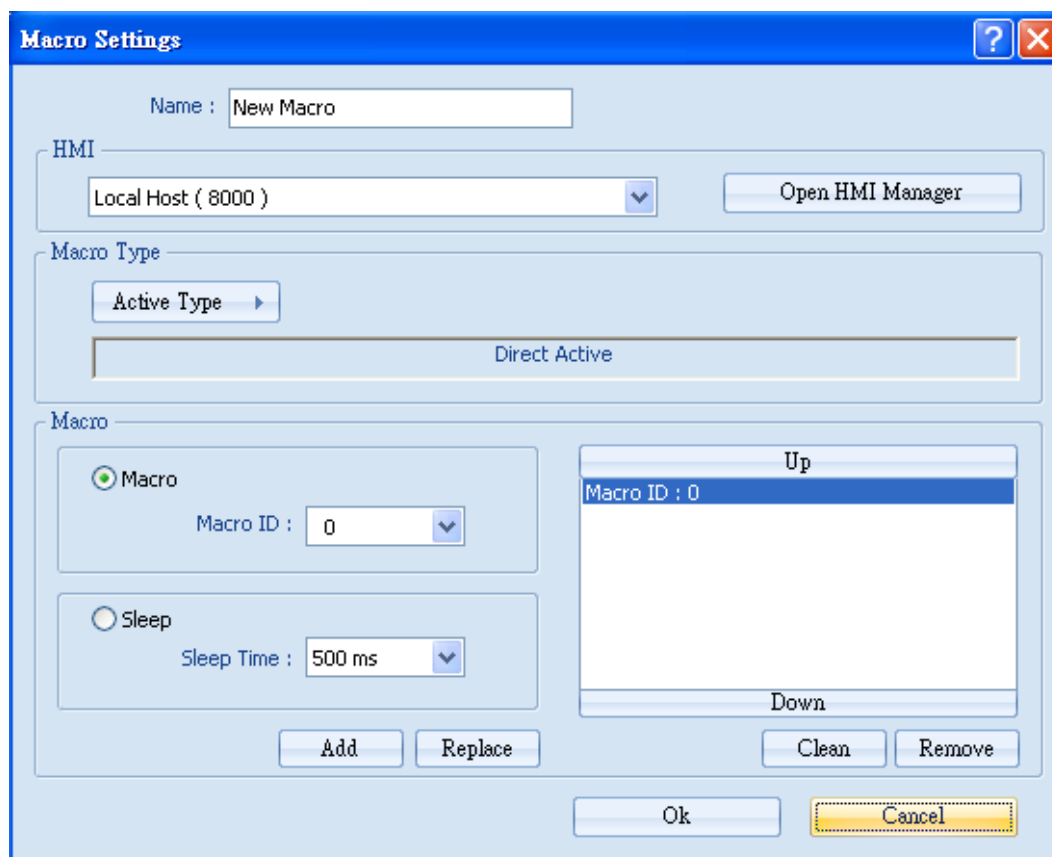 Macro Settings
Name : New Macro
HMI
Local Host ( 8000 ) Open HMI Manager
Macro Type
Active Type
Direct Active
Macro
Macro
Macro ID : 0
Sleep
Sleep Time : 500 ms
Add Replace
Up
Macro ID : 0
Down
Clean Remove
Ok Cancel